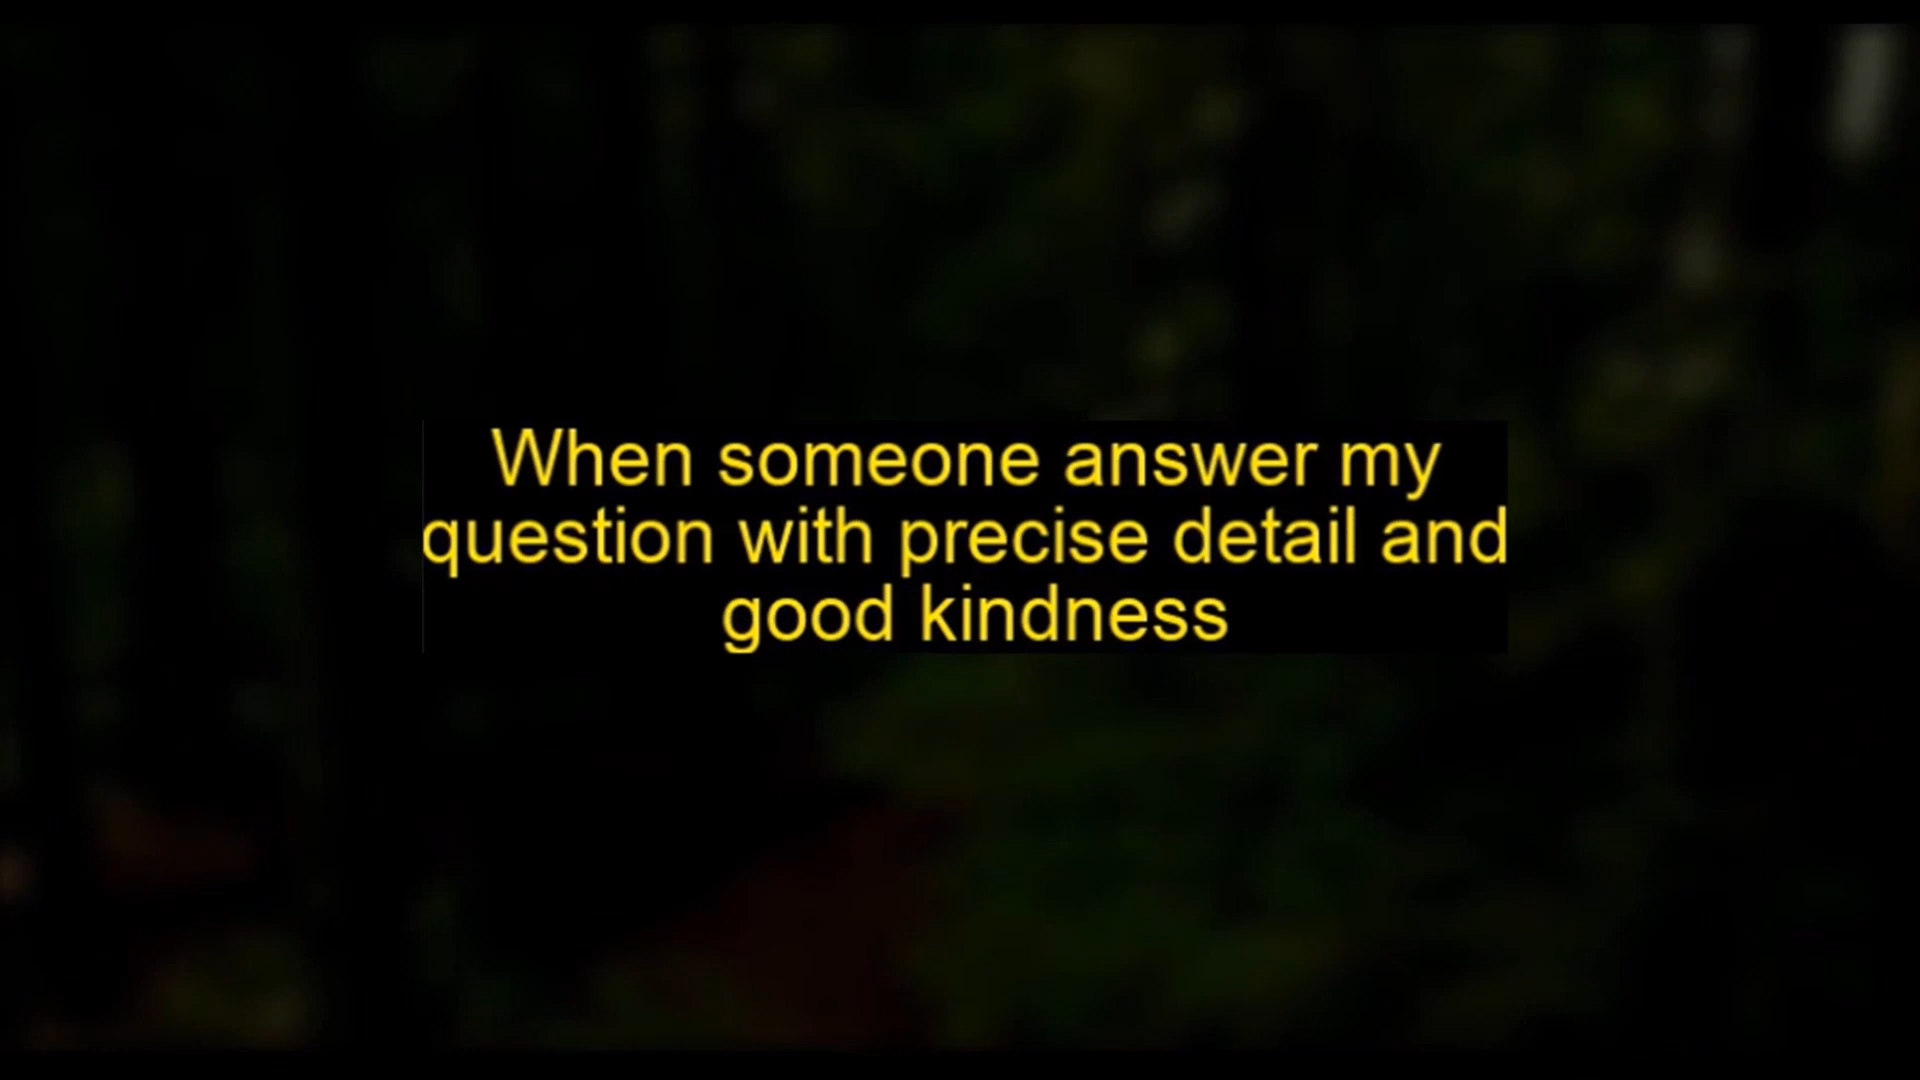 When someone answer my
question with precise detail and
good kindness